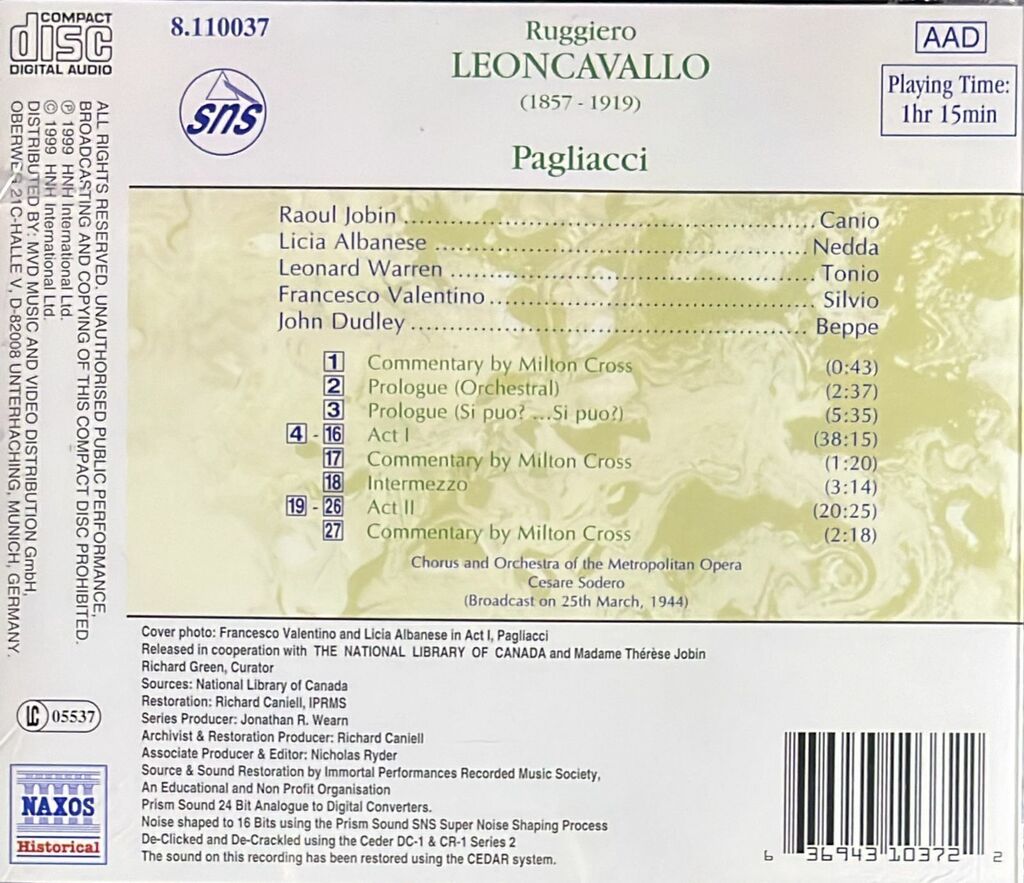 COMPACT
disc
DIGITAL AUDIO
8.110037
sns
Ruggiero
LEONCAVALLO
(1857 - 1919)
Pagliacci
AAD
Playing Time:
1hr 15min
Raoul Jobin ........................................................ Canio
Licia Albanese .................................................... Nedda
Leonard Warren .................................................. Tonio
Francesco Valentino ............................................ Silvio
John Dudley ....................................................... Beppe
1 Commentary by Milton Cross (0:43)
2 Prologue (Orchestral) (2:37)
3 Prologue (Si puo? ...Si puo?) (5:35)
4 - 16 Act I (38:15)
17 Commentary by Milton Cross (1:20)
18 Intermezzo (3:14)
19 - 26 Act II (20:25)
27 Commentary by Milton Cross (2:18)
Chorus and Orchestra of the Metropolitan Opera
Cesare Sodero
(Broadcast on 25th March, 1944)
Cover photo: Francesco Valentino and Licia Albanese in Act I, Pagliacci
Released in cooperation with THE NATIONAL LIBRARY OF CANADA and Madame Thérèse Jobin
Richard Green, Curator
Sources: National Library of Canada
Restoration: Richard Caniell, IPRMS
Series Producer: Jonathan R. Wearn
Archivist & Restoration Producer: Richard Caniell
Associate Producer & Editor: Nicholas Ryder
Source & Sound Restoration by Immortal Performances Recorded Music Society,
An Educational and Non Profit Organisation
Prism Sound 24 Bit Analogue to Digital Converters.
Noise shaped to 16 Bits using the Prism Sound SNS Super Noise Shaping Process
De-Clicked and De-Crackled using the Ceder DC-1 & CR-1 Series 2
The sound on this recording has been restored using the CEDAR system.
ALL RIGHTS RESERVED. UNAUTHORISED PUBLIC PERFORMANCE,
BROADCASTING AND COPYING OF THIS COMPACT DISC PROHIBITED.
℗ 1999 HNH International Ltd.
© 1999 HNH International Ltd.
DISTRIBUTED BY: MVD MUSIC AND VIDEO DISTRIBUTION GmbH,
OBERWEG 21C-HALLE V, D-82008 UNTERHACHING, MUNICH, GERMANY.
LC 05537
NAXOS
Historical
6 36943 10372 2